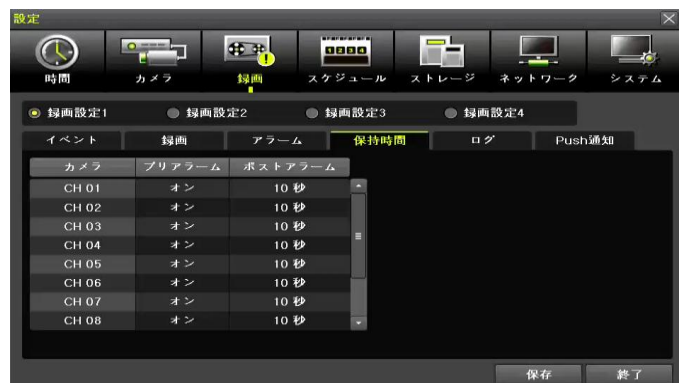 設定
時間 カメラ 録画 スケジュール ストレージ ネットワーク システム
録画設定1 録画設定2 録画設定3 録画設定4
イベント 録画 アラーム 保持時間 ログ Push通知
カメラ プリアラーム ポストアラーム
CH 01 オン 10 秒
CH 02 オン 10 秒
CH 03 オン 10 秒
CH 04 オン 10 秒
CH 05 オン 10 秒
CH 06 オン 10 秒
CH 07 オン 10 秒
CH 08 オン 10 秒
保存 終了